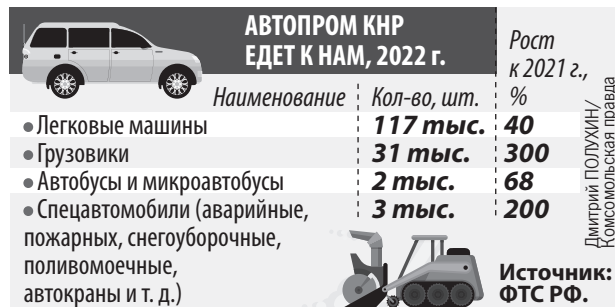 АВТОПРОМ КНР
ЕДЕТ К НАМ, 2022 г.
Рост
к 2021 г.,
%
Наименование Кол-во, шт.
● Легковые машины 117 тыс. 40
● Грузовики 31 тыс. 300
● Автобусы и микроавтобусы 2 тыс. 68
● Спецавтомобили (аварийные, 3 тыс. 200
пожарных, снегоуборочные,
поливомоечные,
автокраны и т. д.)
Источник:
ФТС РФ.
Дмитрий ПОЛУХИН/
Комсомольская правда